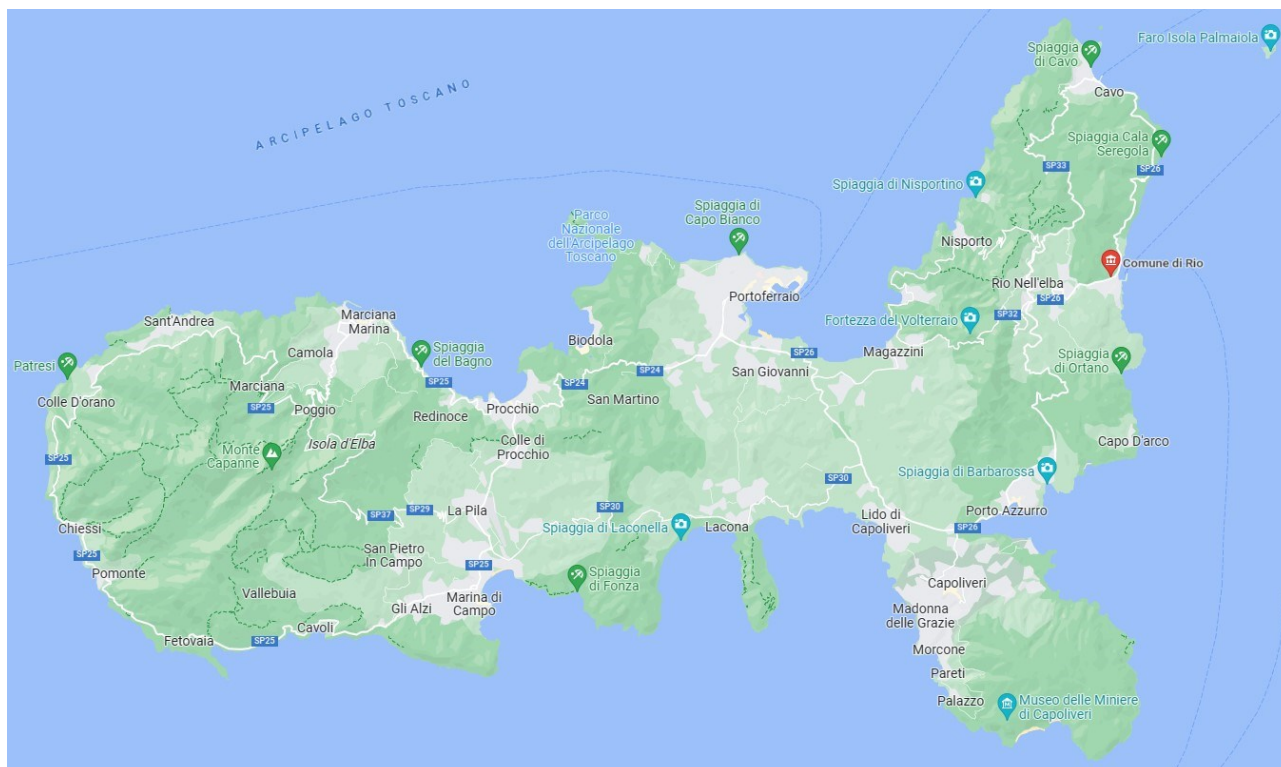 Faro Isola Palmaiola
Spiaggia
di Cavo
Cavo
ARCIPELAGO TOSCANO
Spiaggia Cala
Seregola
SP33
SP26
Spiaggia di Nisportino
Spiaggia di
Capo Bianco
Parco
Nazionale
dell'Arcipelago
Toscano
Nisporto
Comune di Rio
Rio Nell'elba
SP26
Portoferraio
SP32
Fortezza del Volterraio
Marciana
Marina
Sant'Andrea
Biodola
Camola
Spiaggia
del Bagno
SP26
Magazzini
Spiaggia
di Ortano
Patresi
SP24
San Giovanni
SP25
SP24
Marciana
San Martino
Colle D'orano
SP25
Poggio
Redinoce
Procchio
Isola d'Elba
Colle di
Procchio
Capo D'arco
Monte
Capanne
SP25
Spiaggia di Barbarossa
SP30
SP30
La Pila
SP29
SP37
Porto Azzurro
Lido di
Capoliveri
Chiessi
Spiaggia di Laconella
Lacona
SP26
San Pietro
In Campo
SP25
SP25
Pomonte
Spiaggia
di Fonza
Capoliveri
Vallebuia
Marina di
Campo
Gli Alzi
Madonna
delle Grazie
Cavoli
Fetovaia
SP25
Morcone
Pareti
Palazzo
Museo delle Miniere
di Capoliveri